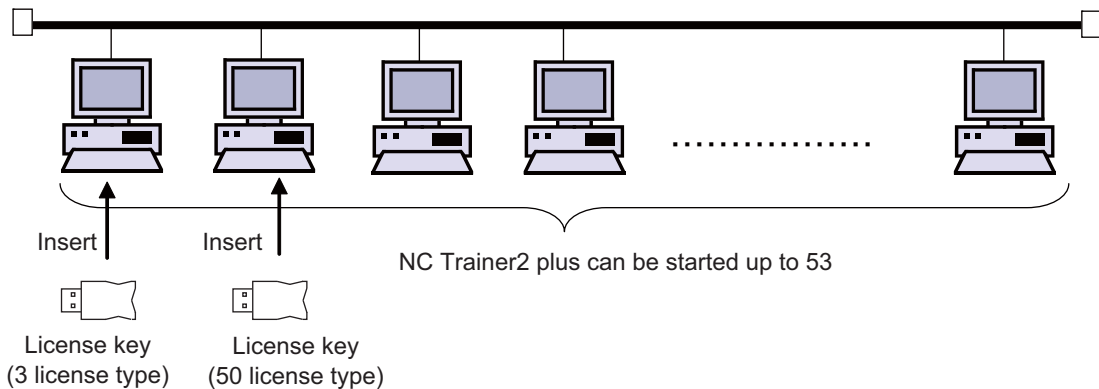 Insert
Insert
NC Trainer2 plus can be started up to 53
License key
(3 license type)
License key
(50 license type)